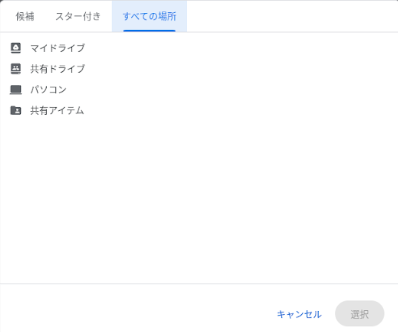 候補 スター付き すべての場所
マイドライブ
共有ドライブ
パソコン
共有アイテム
キャンセル 選択